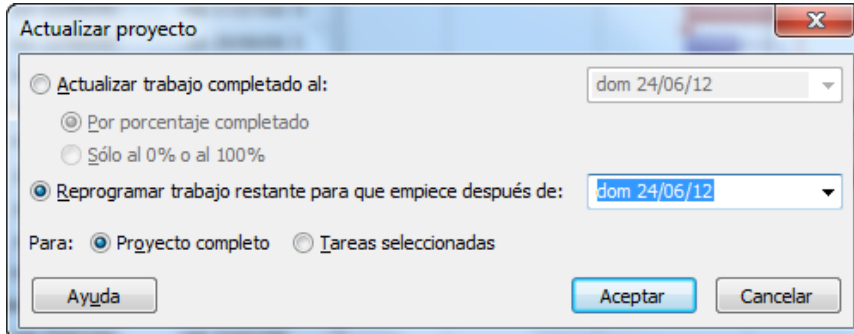 Actualizar proyecto
Actualizar trabajo completado al: dom 24/06/12
Por porcentaje completado
Sólo al 0% o al 100%
Reprogramar trabajo restante para que empiece después de: dom 24/06/12
Para: Proyecto completo Tareas seleccionadas
Ayuda Aceptar Cancelar